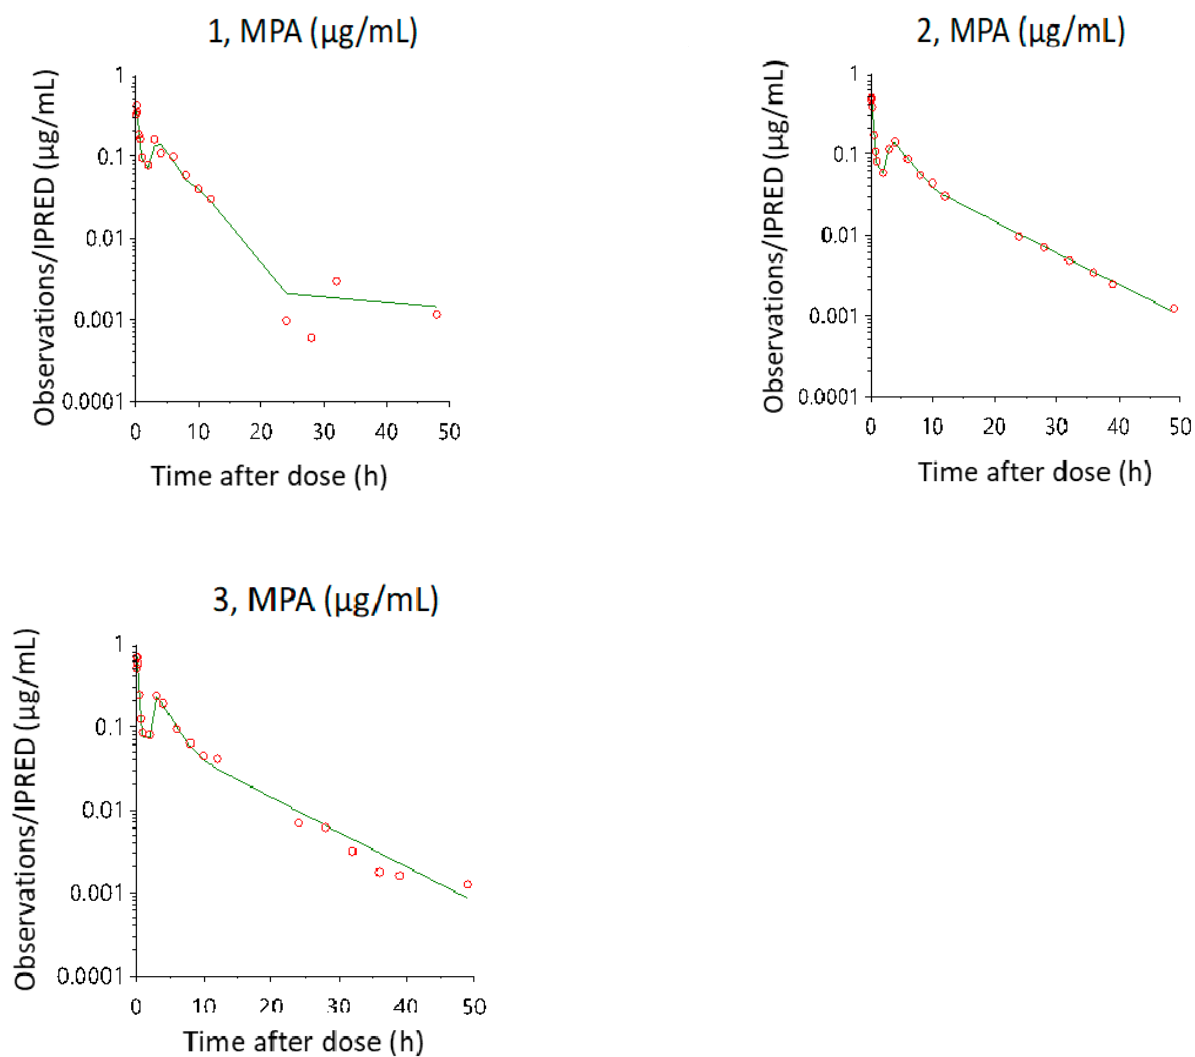 1, MPA (µg/mL)
Observations/IPRED (µg/mL)
1
0.1
0.01
0.001
0.0001
0 10 20 30 40 50
Time after dose (h)
2, MPA (µg/mL)
Observations/IPRED (µg/mL)
1
0.1
0.01
0.001
0.0001
0 10 20 30 40 50
Time after dose (h)
3, MPA (µg/mL)
Observations/IPRED (µg/mL)
1
0.1
0.01
0.001
0.0001
0 10 20 30 40 50
Time after dose (h)